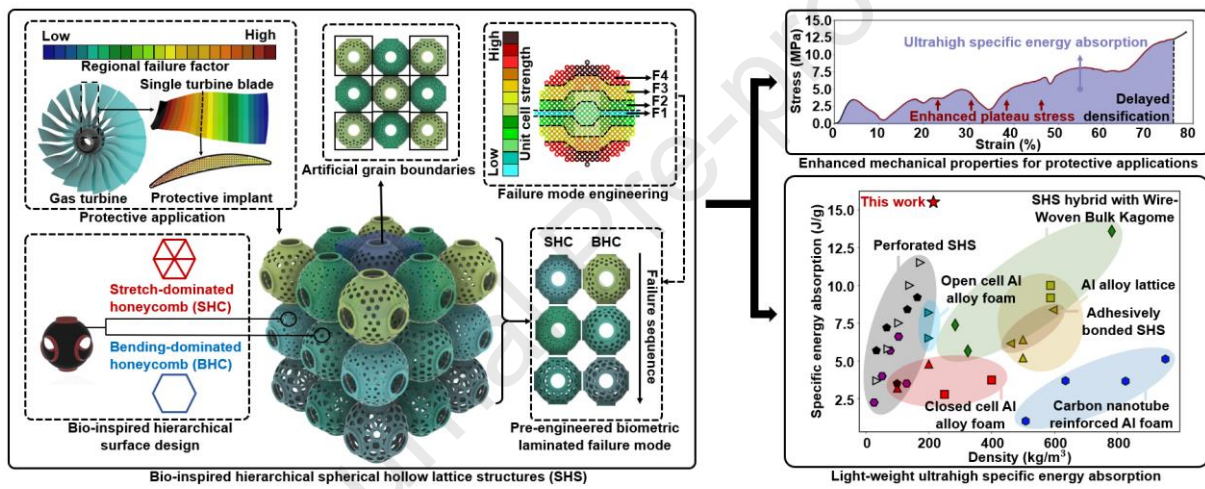 Low
High
Regional failure factor
Single turbine blade
Gas turbine
Protective implant
Protective application
Artificial grain boundaries
High
Unit cell strength
Low
F4
F3
F2
F1
Failure mode engineering
Stretch-dominated
honeycomb (SHC)
Bending-dominated
honeycomb (BHC)
Bio-inspired hierarchical
surface design
SHC
BHC
Failure sequence
Pre-engineered biometric
laminated failure mode
Bio-inspired hierarchical spherical hollow lattice structures (SHS)
Stress (MPa)
15.0
12.5
10.0
7.5
5.0
2.5
0.0
Ultrahigh specific energy absorption
Enhanced plateau stress
Delayed
densification
0
10
20
30
40
50
60
70
80
Strain (%)
Enhanced mechanical properties for protective applications
Specific energy absorption (J/g)
15.0
12.5
10.0
7.5
5.0
2.5
This work
SHS hybrid with Wire-
Woven Bulk Kagome
Perforated SHS
Open cell Al
alloy foam
Al alloy lattice
Adhesively
bonded SHS
Closed cell Al
alloy foam
Carbon nanotube
reinforced Al foam
0
200
400
600
800
Density (kg/m³)
Light-weight ultrahigh specific energy absorption